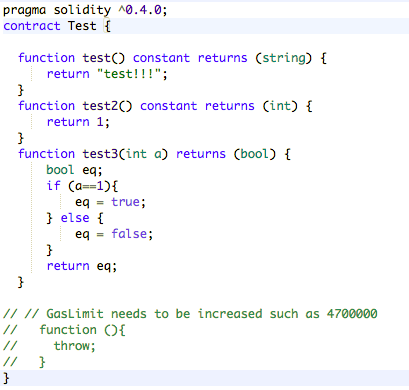 pragma solidity ^0.4.0;
contract Test {
  function test() constant returns (string) {
      return "test!!!";
  }
  function test2() constant returns (int) {
      return 1;
  }
  function test3(int a) returns (bool) {
      bool eq;
      if (a==1){
          eq = true;
      } else {
          eq = false;
      }
      return eq;
  }
// // GasLimit needs to be increased such as 4700000
//   function (){
//     throw;
//   }
}